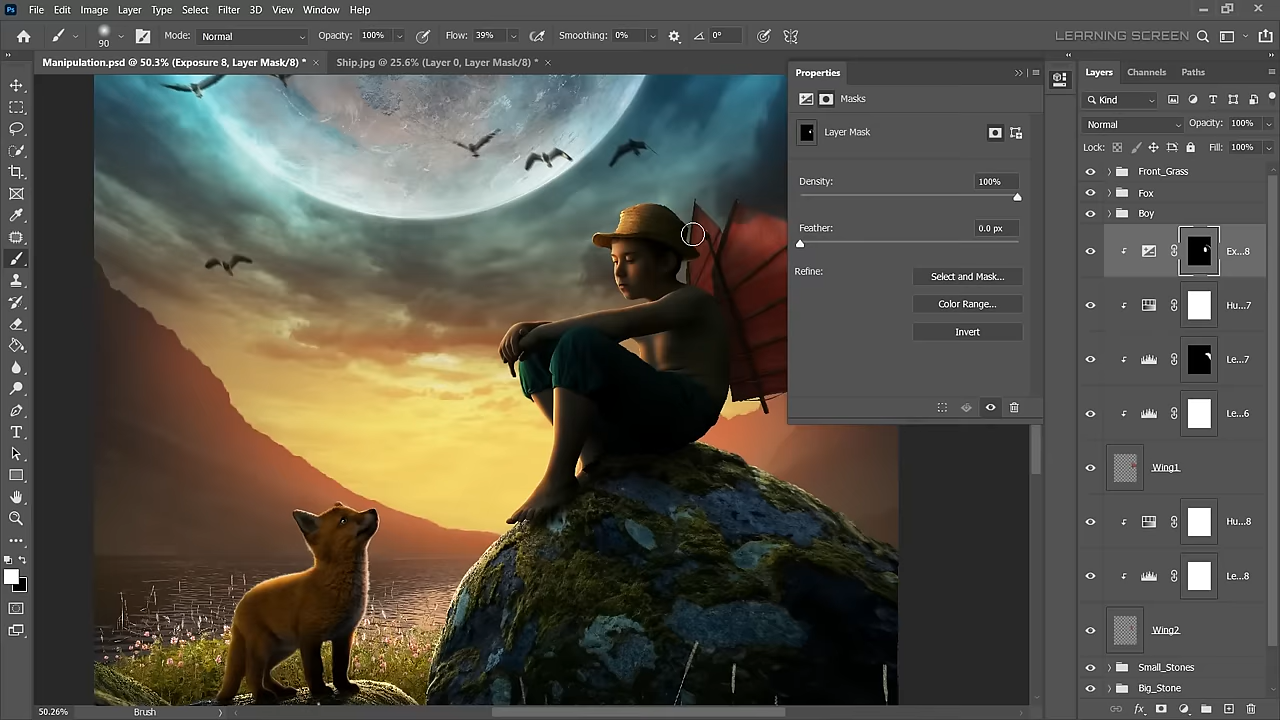 Ps File Edit Image Layer Type Select Filter 3D View Window Help
90 Mode: Normal Opacity: 100% Flow: 39% Smoothing: 0% 0° LEARNING SCREEN
Manipulation.psd @ 50.3% (Exposure 8, Layer Mask/8) * × Ship.jpg @ 25.6% (Layer 0, Layer Mask/8) * ×
Properties
Masks
Layer Mask
Density: 100%
Feather: 0.0 px
Refine: Select and Mask...
Color Range...
Invert
Layers Channels Paths
Kind
Normal Opacity: 100%
Lock: Fill: 100%
Front_Grass
Fox
Boy
Ex...8
Hu...7
Le...7
Le...6
Wing1
Hu...8
Le...8
Wing2
Small_Stones
Big_Stone
fx
50.26% Brush